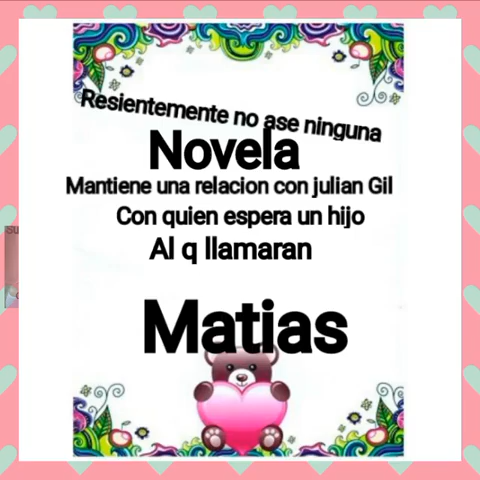 Resientemente no ase ninguna
Novela
Mantiene una relacion con julian Gil
Con quien espera un hijo
Al q llamaran
Matias